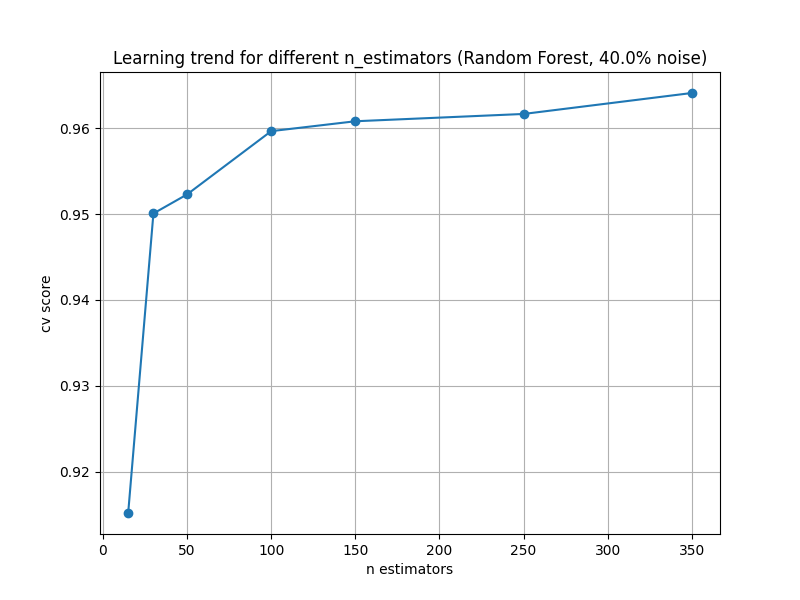 Learning trend for different n_estimators (Random Forest, 40.0% noise)
cv score
0.96
0.95
0.94
0.93
0.92
0 50 100 150 200 250 300 350
n estimators